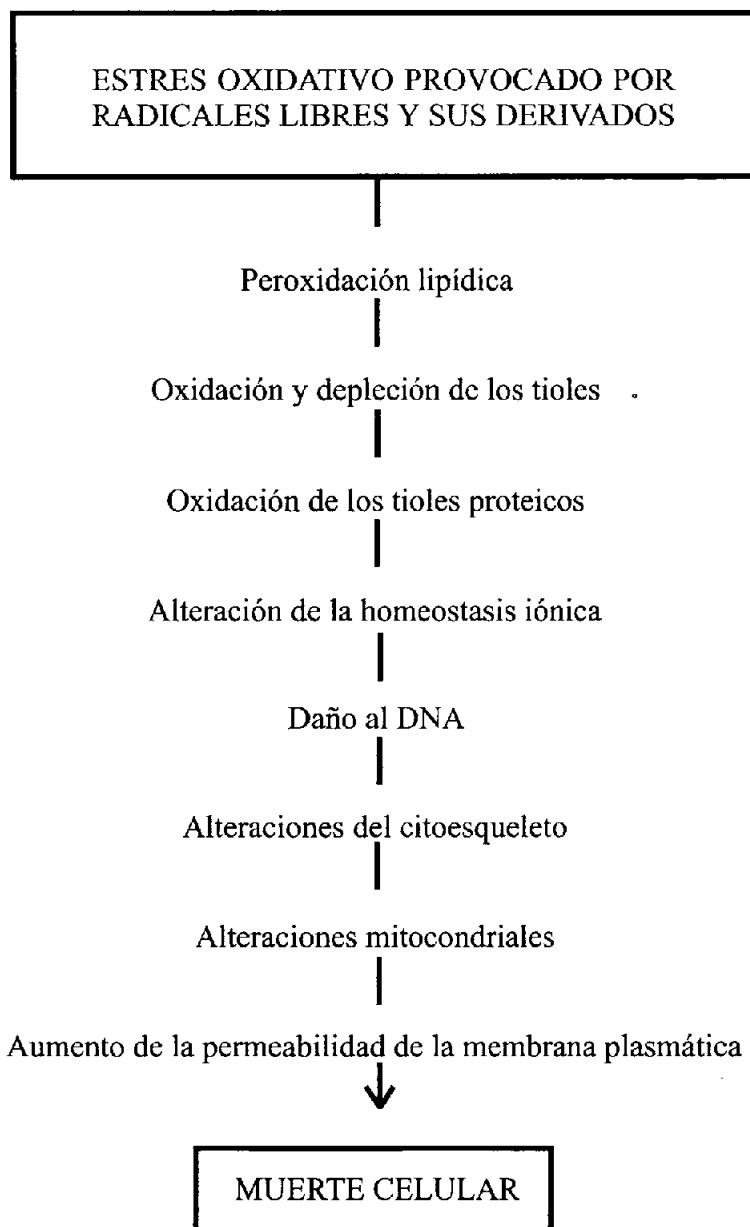 ESTRES OXIDATIVO PROVOCADO POR
RADICALES LIBRES Y SUS DERIVADOS
Peroxidación lipídica
Oxidación y depleción de los tioles
Oxidación de los tioles proteicos
Alteración de la homeostasis iónica
Daño al DNA
Alteraciones del citoesqueleto
Alteraciones mitocondriales
Aumento de la permeabilidad de la membrana plasmática
MUERTE CELULAR